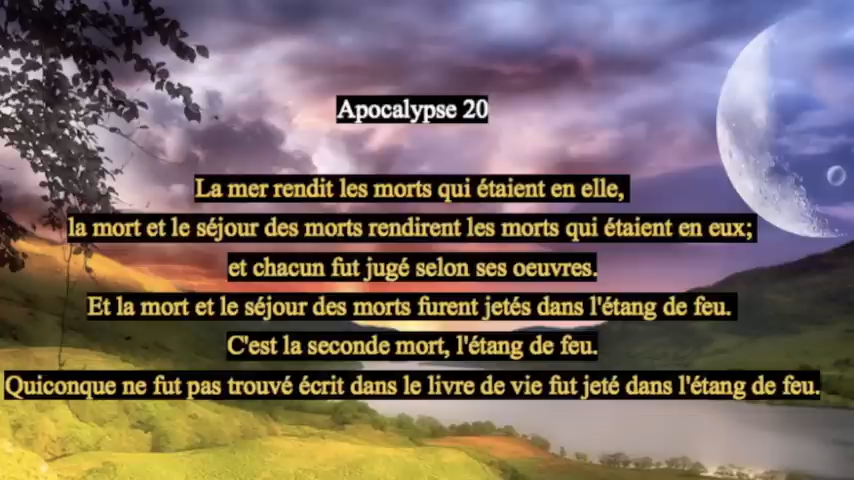 Apocalypse 20
La mer rendit les morts qui étaient en elle,
la mort et le séjour des morts rendirent les morts qui étaient en eux;
et chacun fut jugé selon ses oeuvres.
Et la mort et le séjour des morts furent jetés dans l'étang de feu.
C'est la seconde mort, l'étang de feu.
Quiconque ne fut pas trouvé écrit dans le livre de vie fut jeté dans l'étang de feu.